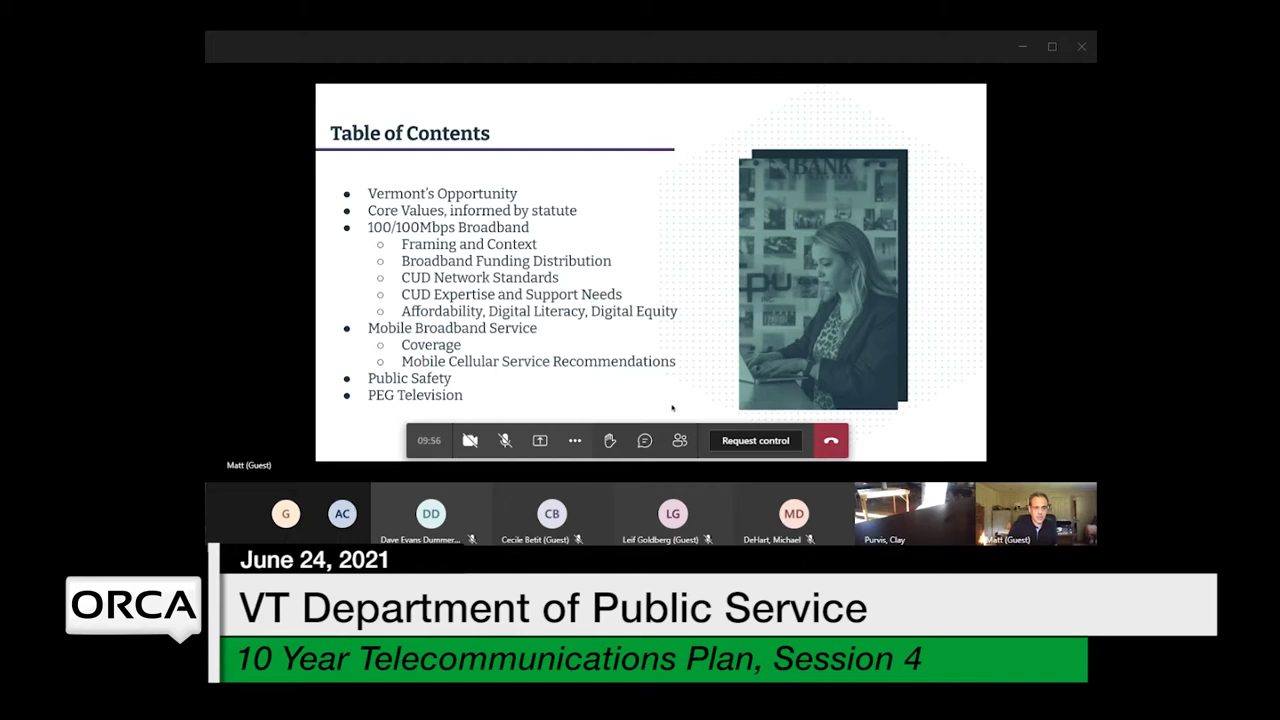 Table of Contents
BANK
Vermont's Opportunity
Core Values, informed by statute
100/100Mbps Broadband
Framing and Context
Broadband Funding Distribution
CUD Network Standards
CUD Expertise and Support Needs
Affordability, Digital Literacy, Digital Equity
Mobile Broadband Service
Coverage
Mobile Cellular Service Recommendations
Public Safety
PEG Television
09:56
Request control
Matt (Guest)
G
AC
DD
CB
LG
MD
Dave Evans Dummer...
Cecile Betit (Guest)
Leif Goldberg (Guest)
DeHart, Michael
Purvis, Clay
Matt (Guest)
June 24, 2021
ORCA
VT Department of Public Service
10 Year Telecommunications Plan, Session 4